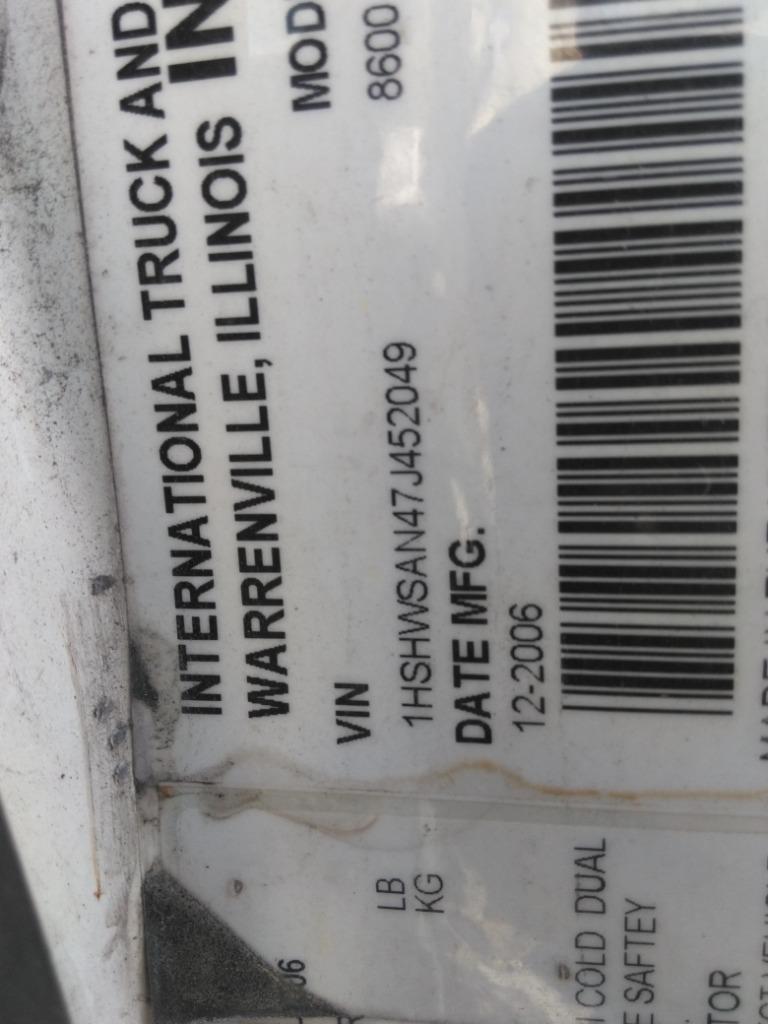 INTERNATIONAL TRUCK AND
WARRENVILLE, ILLINOIS
IN
VIN
MOD
1HSHWSAN47J452049
8600
DATE MFG.
12-2006
LB
KG
COLD DUAL
E SAFTEY
TOR